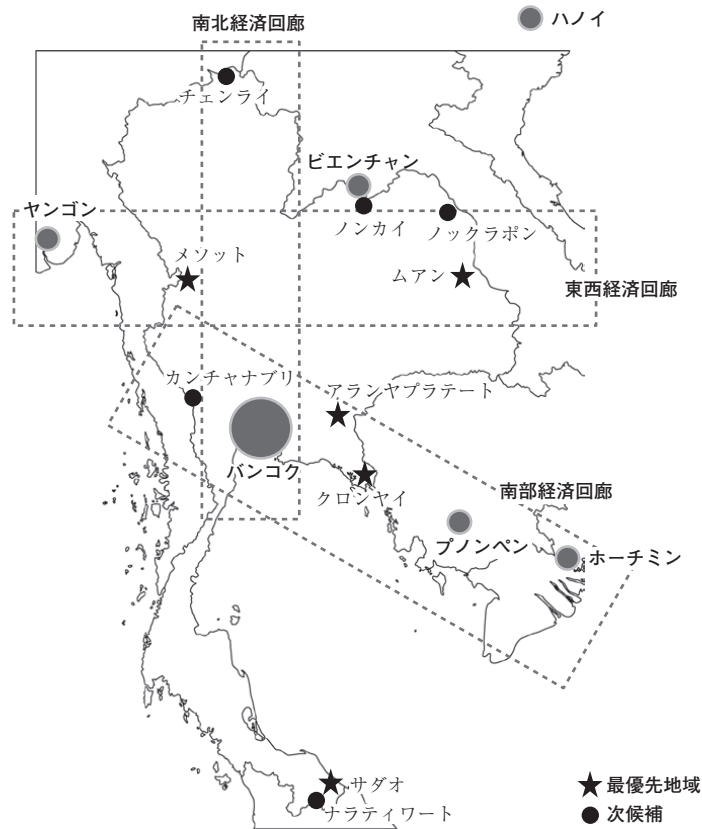 南北経済回廊
ハノイ
チェンライ
ビエンチャン
ヤンゴン
ノンカイ
ノックラポン
メソット
ムアン
東西経済回廊
カンチャナブリ
アランヤプラテート
バンコク
クロンヤイ
南部経済回廊
プノンペン
ホーチミン
サダオ
ナラティワート
最優先地域
次候補